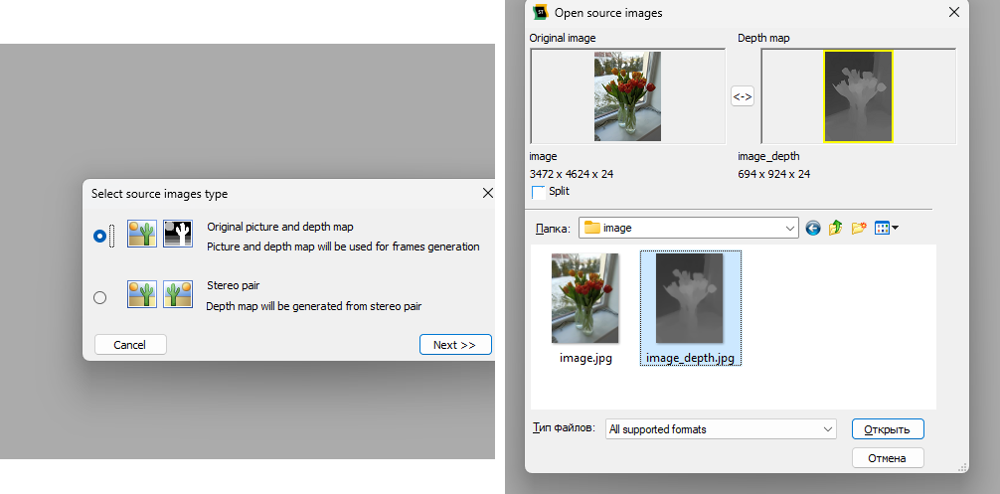 Select source images type
Original picture and depth map
Picture and depth map will be used for frames generation
Stereo pair
Depth map will be generated from stereo pair
Cancel
Next >>
ST
Open source images
Original image
Depth map
<->
image
image_depth
3472 x 4624 x 24
694 x 924 x 24
Split
Папка:
image
image.jpg
image_depth.jpg
Тип файлов:
All supported formats
Открыть
Отмена